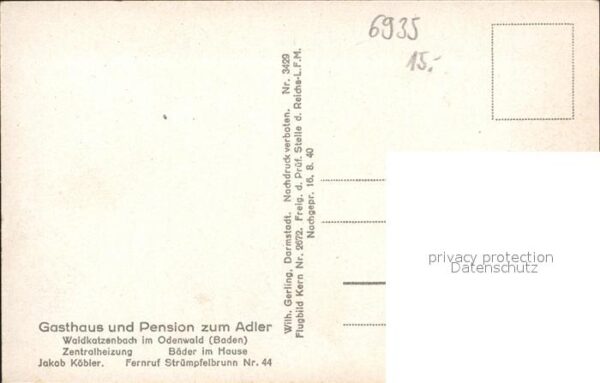 6935
15.-
Gasthaus und Pension zum Adler
Waldkatzenbach im Odenwald (Baden)
Zentralheizung Bäder im Hause
Jakob Köbler. Fernruf Strümpfelbrunn Nr. 44
Wilh. Gerling, Darmstadt. Nachdruck verboten. Nr. 3429
Flugbild Kern Nr. 2672. Freig. d. Prüf. Stelle d. Reichs-L.F.M.
Nachgepr. 16. 8. 40
privacy protection
Datenschutz